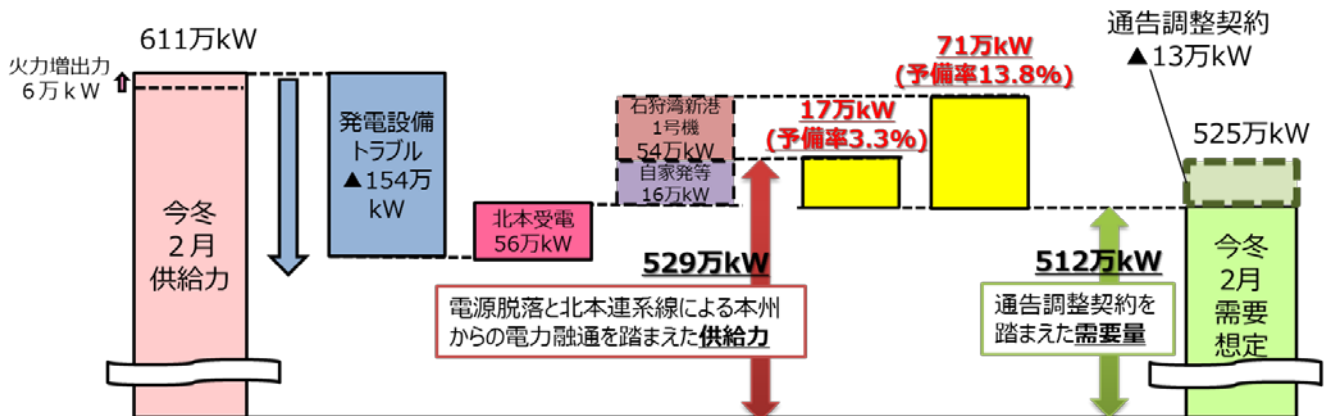 611万kW
火力増出力
6万kW
今冬
2月
供給力
発電設備
トラブル
▲154万
kW
北本受電
56万kW
石狩湾新港
1号機
54万kW
自家発等
16万kW
529万kW
電源脱落と北本連系線による本州
からの電力融通を踏まえた供給力
17万kW
(予備率3.3%)
71万kW
(予備率13.8%)
512万kW
通告調整契約を
踏まえた需要量
通告調整契約
▲13万kW
525万kW
今冬
2月
需要
想定